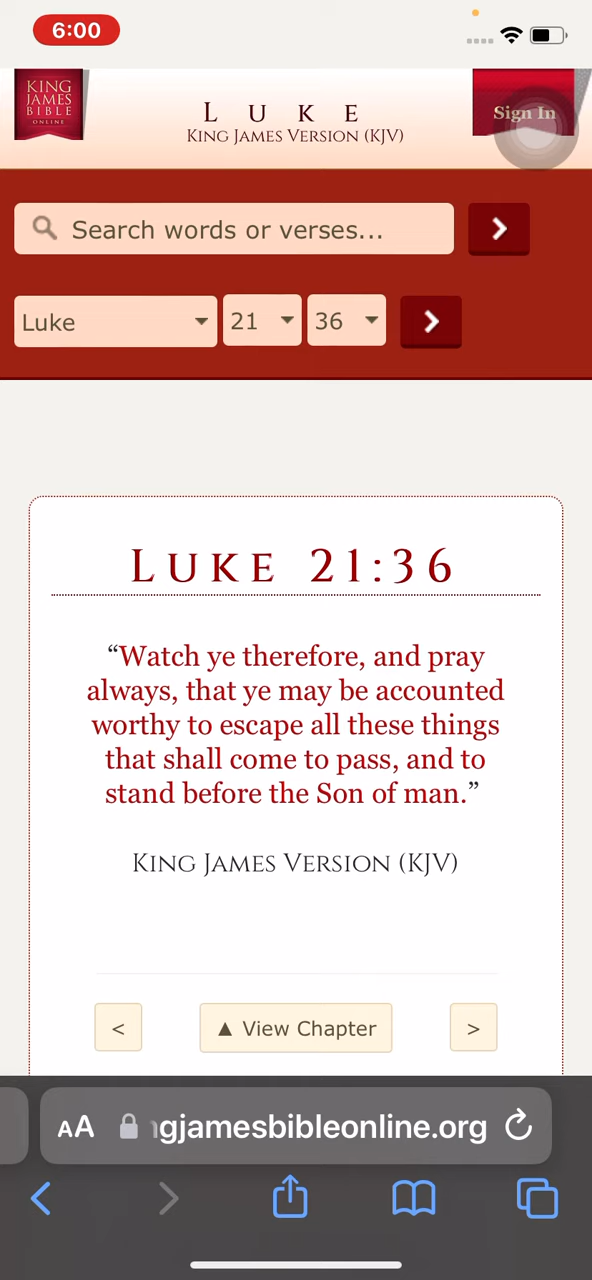 6:00
KING
JAMES
BIBLE
ONLINE
LUKE
KING JAMES VERSION (KJV)
Sign In
Search words or verses...
Luke 21 36
LUKE 21:36
“Watch ye therefore, and pray
always, that ye may be accounted
worthy to escape all these things
that shall come to pass, and to
stand before the Son of man.”
KING JAMES VERSION (KJV)
< ▲ View Chapter >
AA ngjamesbibleonline.org